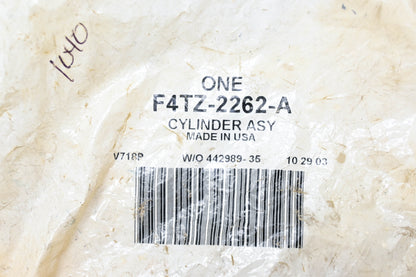 1040
ONE
F4TZ-2262-A
CYLINDER ASY
MADE IN USA
V718P W/O 442989-35 10 29 03